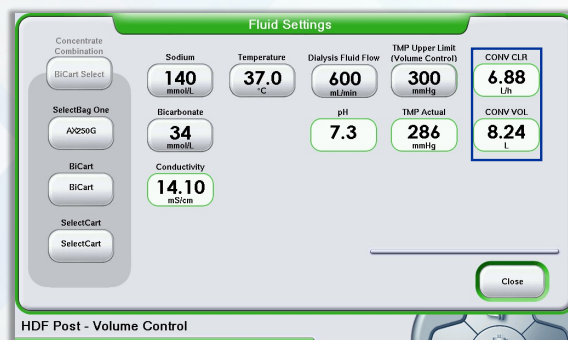 Fluid Settings
Concentrate
Combination
BiCart Select
SelectBag One
AX250G
BiCart
BiCart
SelectCart
SelectCart
Sodium
140
mmol/L
Temperature
37.0
°C
Dialysis Fluid Flow
600
mL/min
TMP Upper Limit
(Volume Control)
300
mmHg
CONV CLR
6.88
L/h
Bicarbonate
34
mmol/L
pH
7.3
TMP Actual
286
mmHg
CONV VOL
8.24
L
Conductivity
14.10
mS/cm
Close
HDF Post - Volume Control